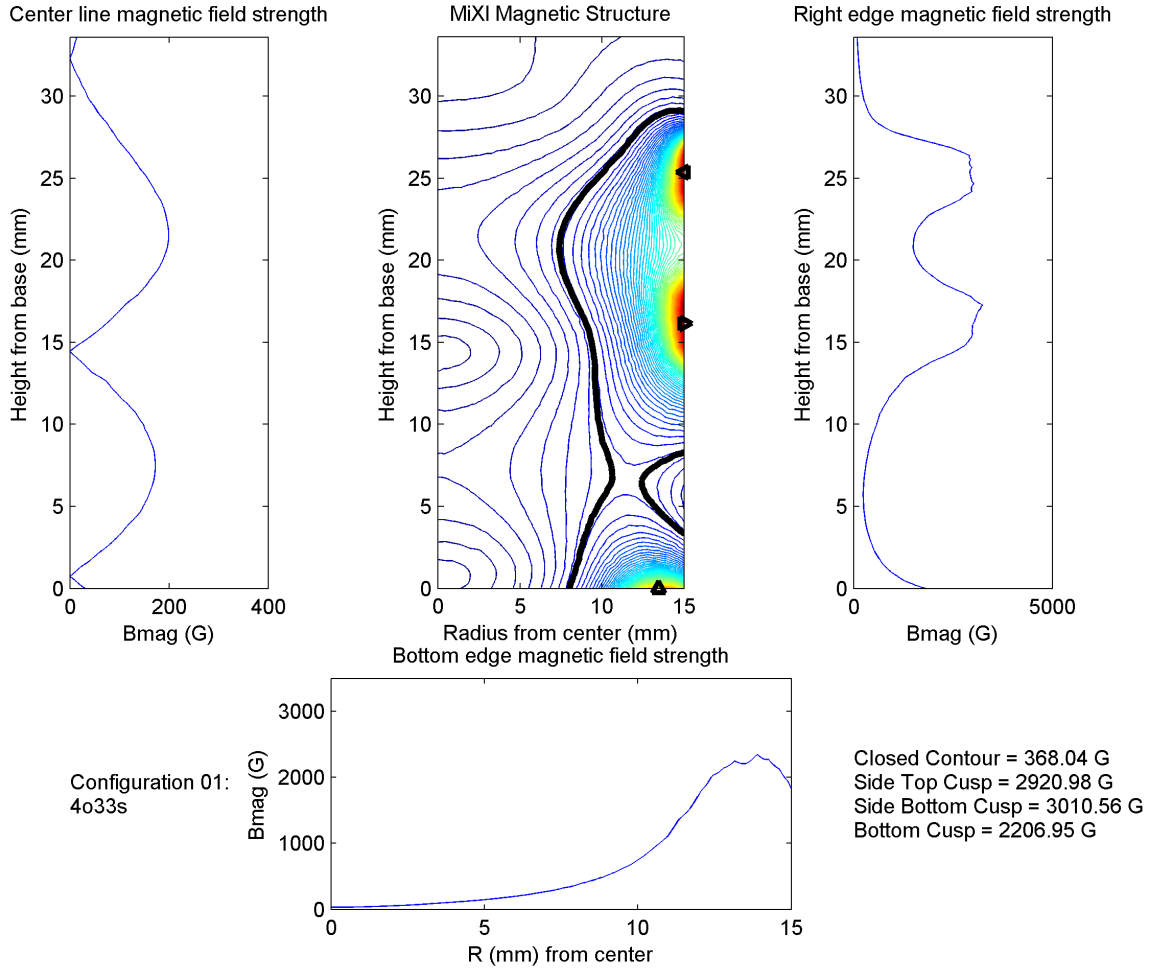 Center line magnetic field strength
MiXI Magnetic Structure
Right edge magnetic field strength
Height from base (mm)
30
25
20
15
10
5
0
0
200
400
Bmag (G)
Height from base (mm)
30
25
20
15
10
5
0
0
5
10
15
Radius from center (mm)
Height from base (mm)
30
25
20
15
10
5
0
0
5000
Bmag (G)
Bottom edge magnetic field strength
Configuration 01:
4o33s
Bmag (G)
3000
2000
1000
0
0
5
10
15
R (mm) from center
Closed Contour = 368.04 G
Side Top Cusp = 2920.98 G
Side Bottom Cusp = 3010.56 G
Bottom Cusp = 2206.95 G